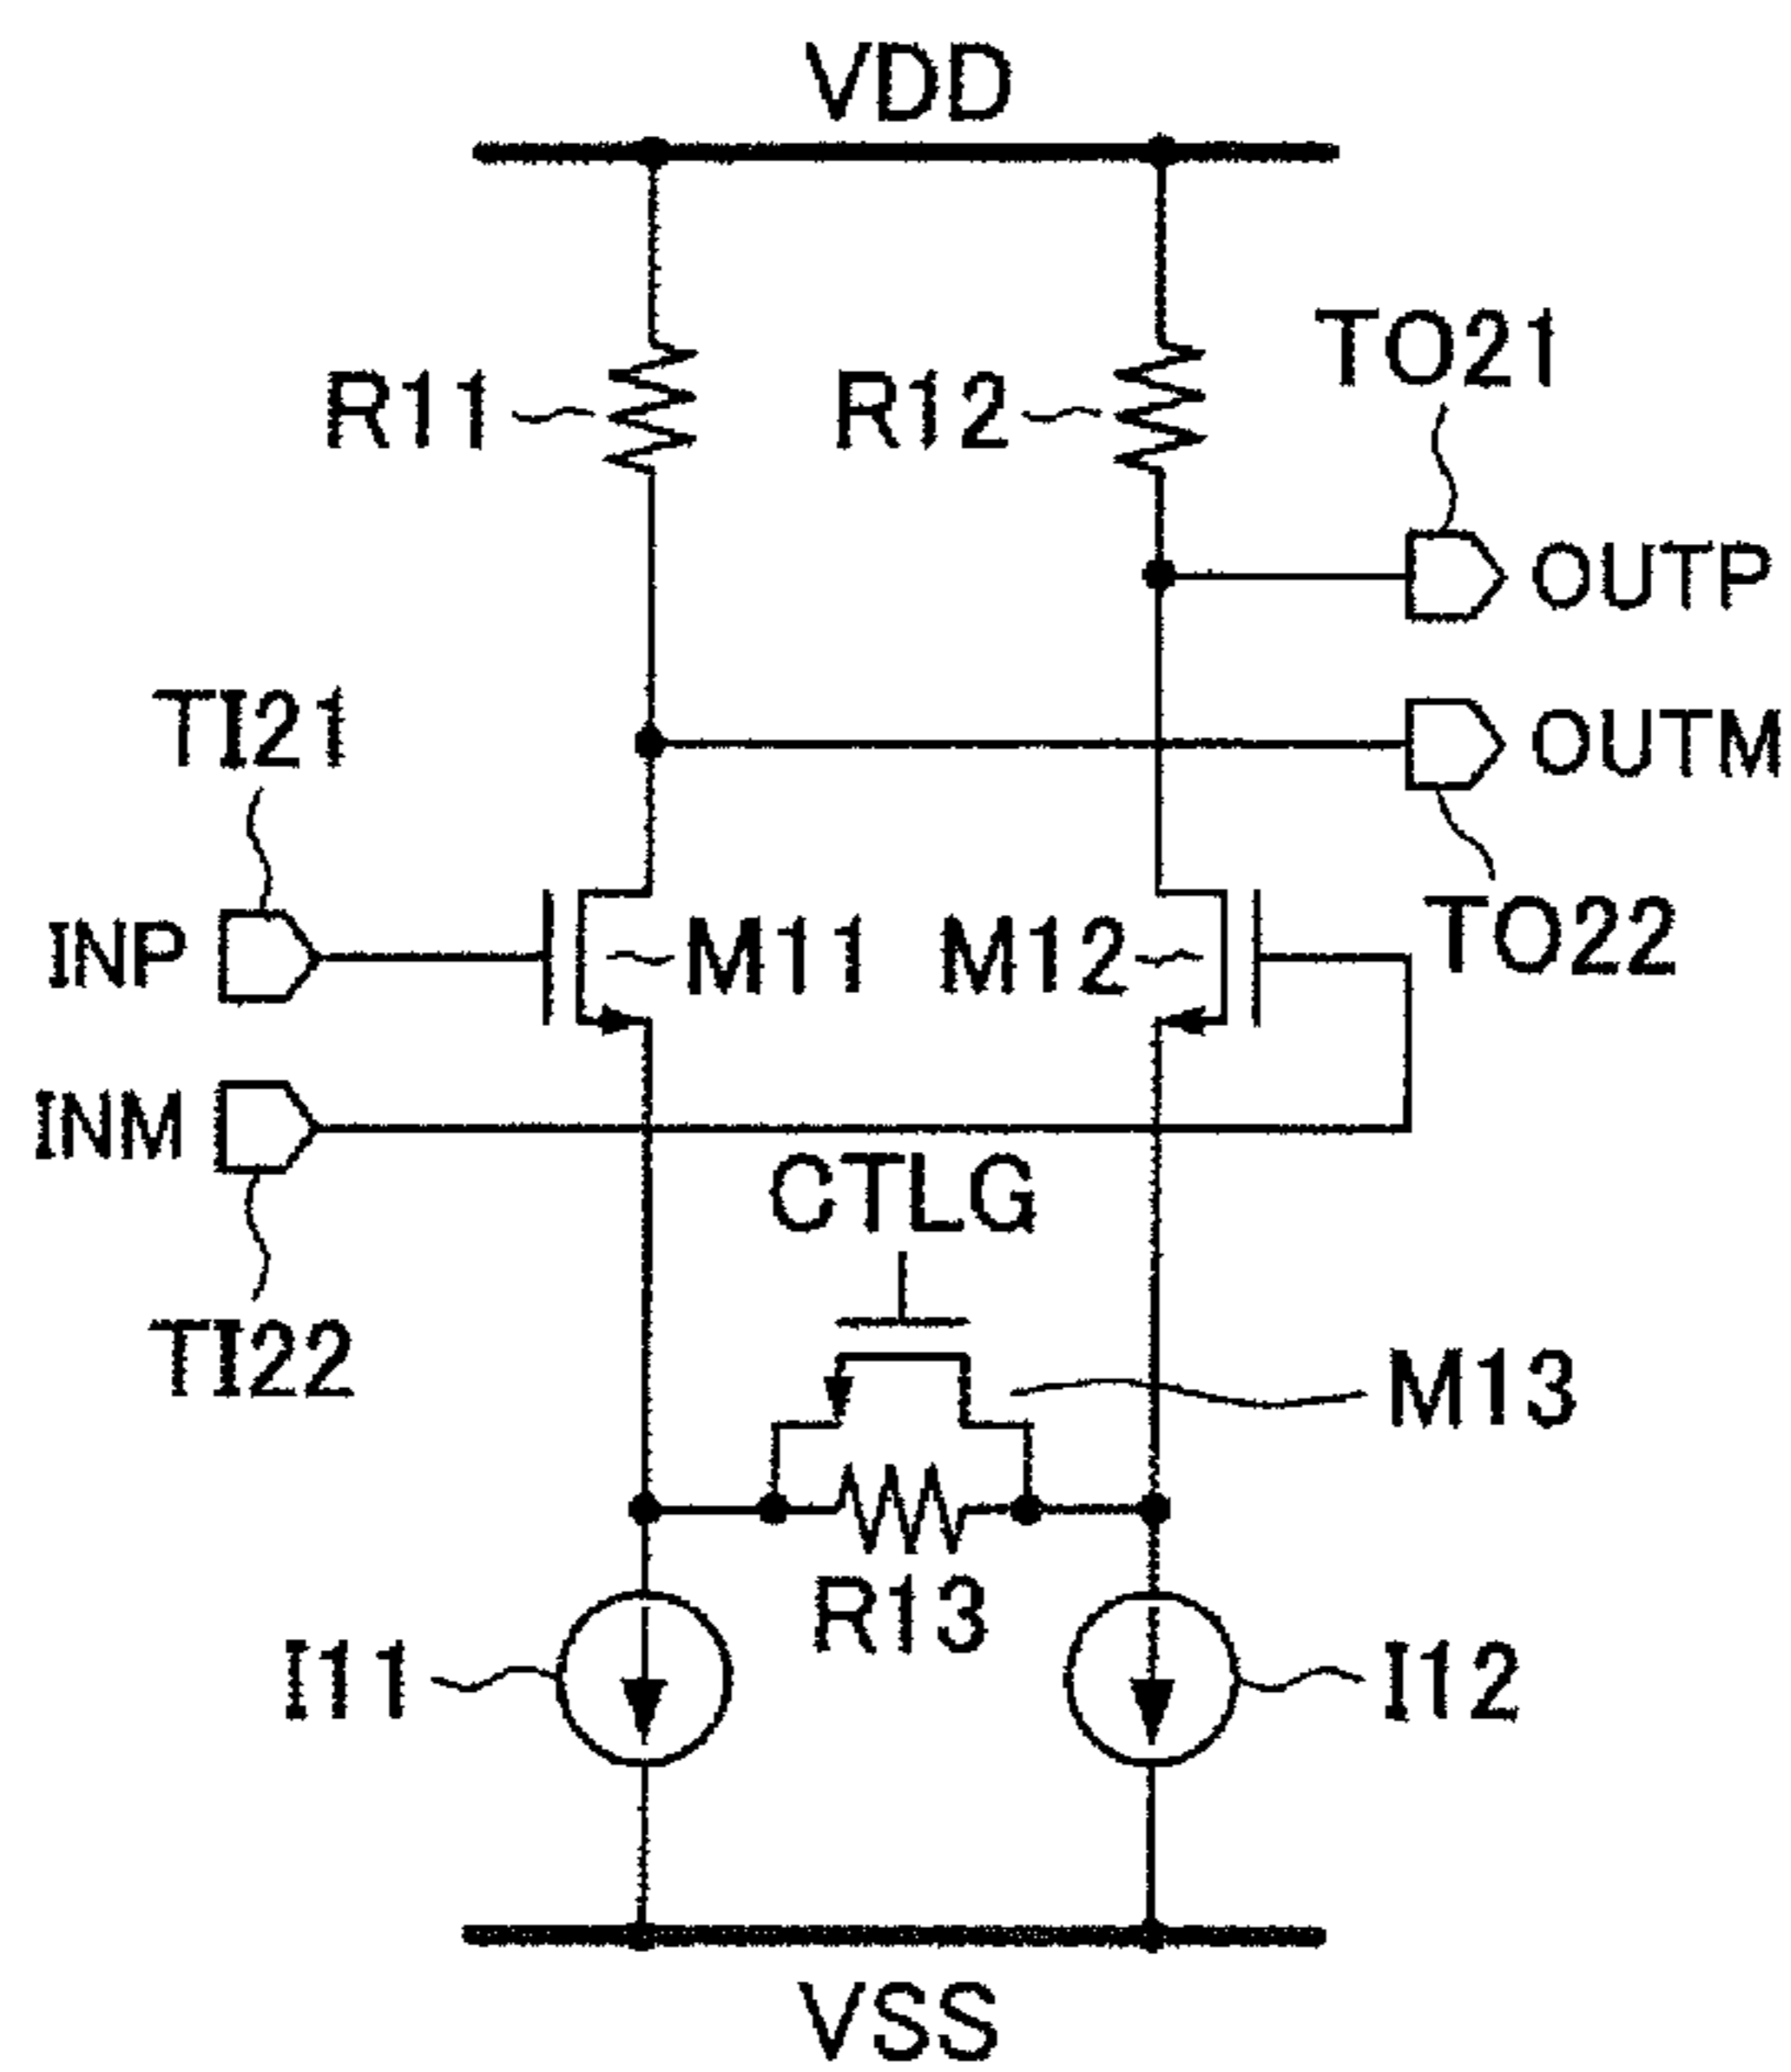 VDD
R11
R12
TO21
OUTP
TI21
OUTM
INP
M11
M12
TO22
INM
CTLG
TI22
M13
R13
I11
I12
VSS